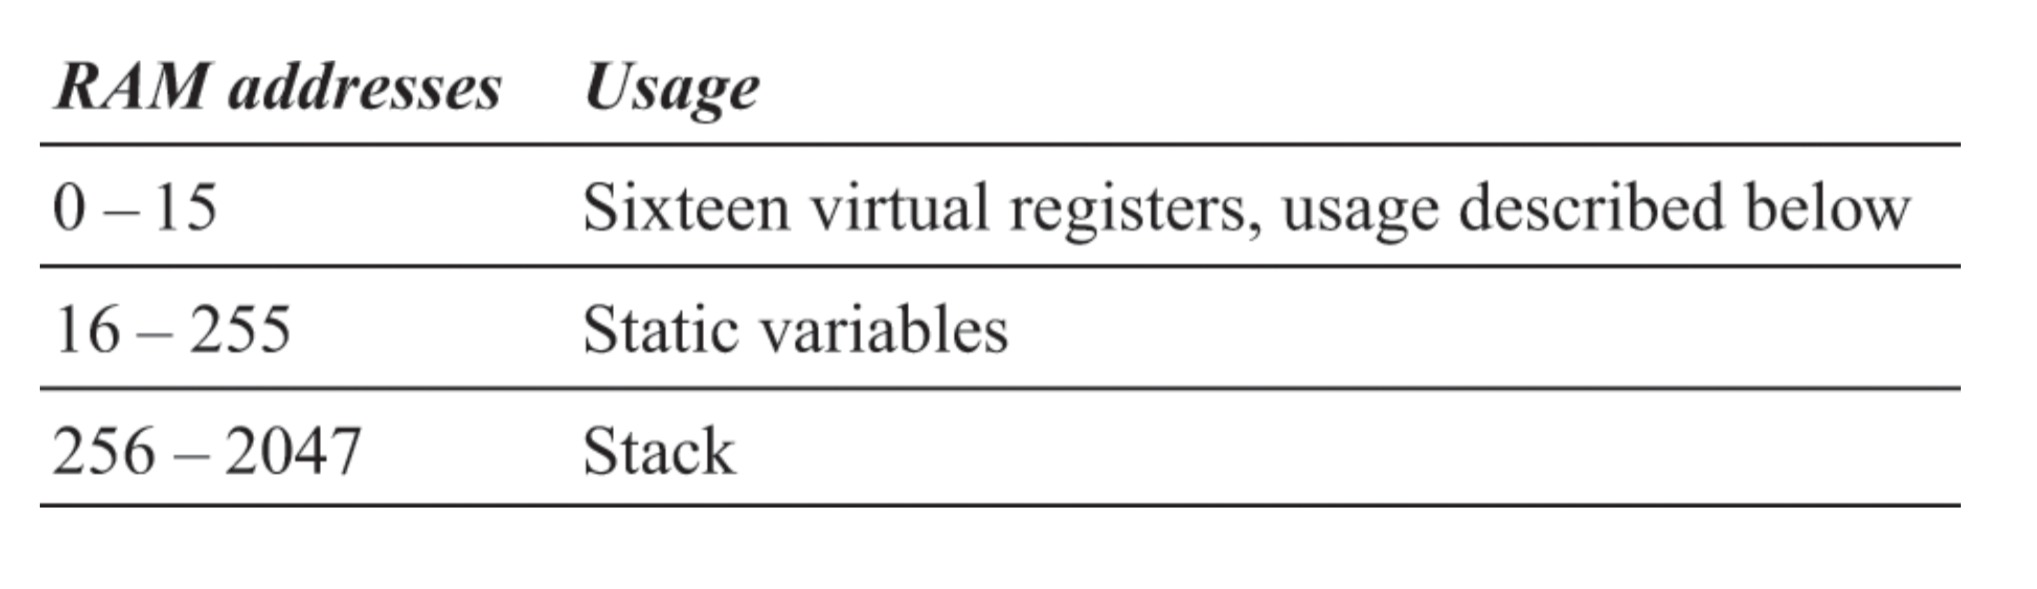 RAM addresses Usage
0 – 15 Sixteen virtual registers, usage described below
16 – 255 Static variables
256 – 2047 Stack